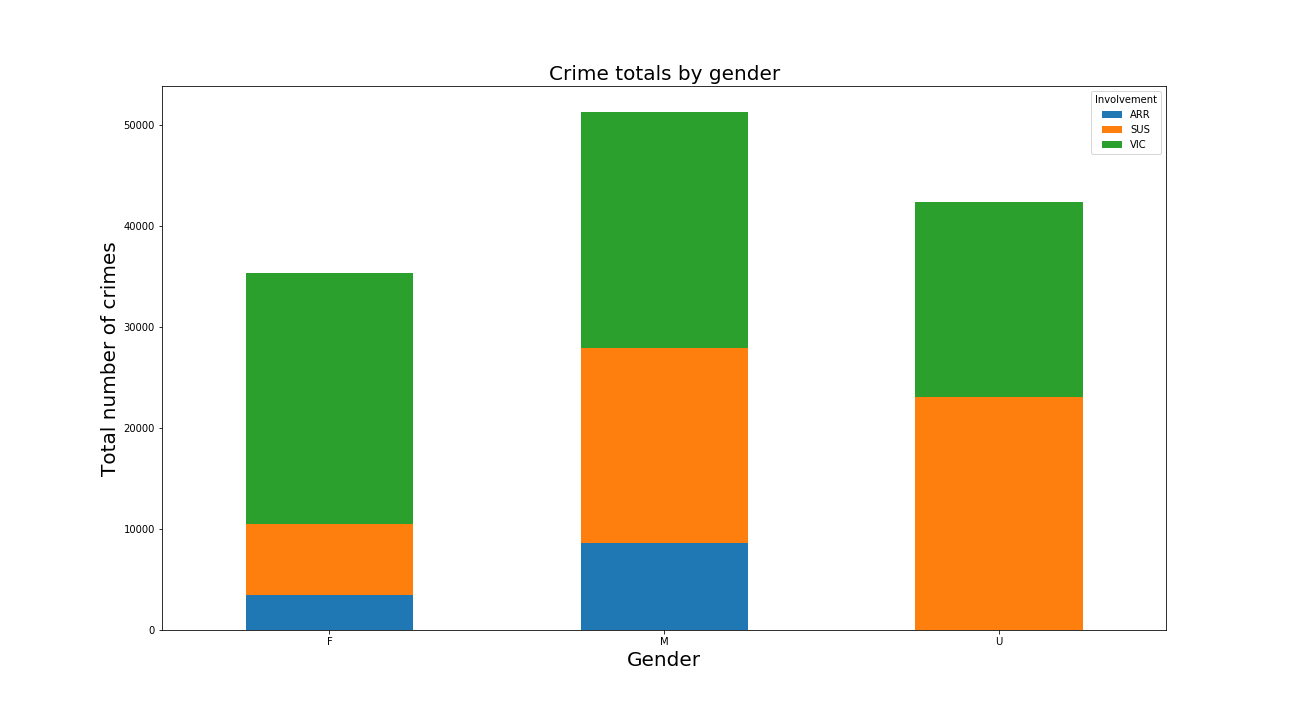 Crime totals by gender
Involvement
ARR
SUS
VIC
50000
40000
30000
20000
10000
0
Total number of crimes
F M U
Gender